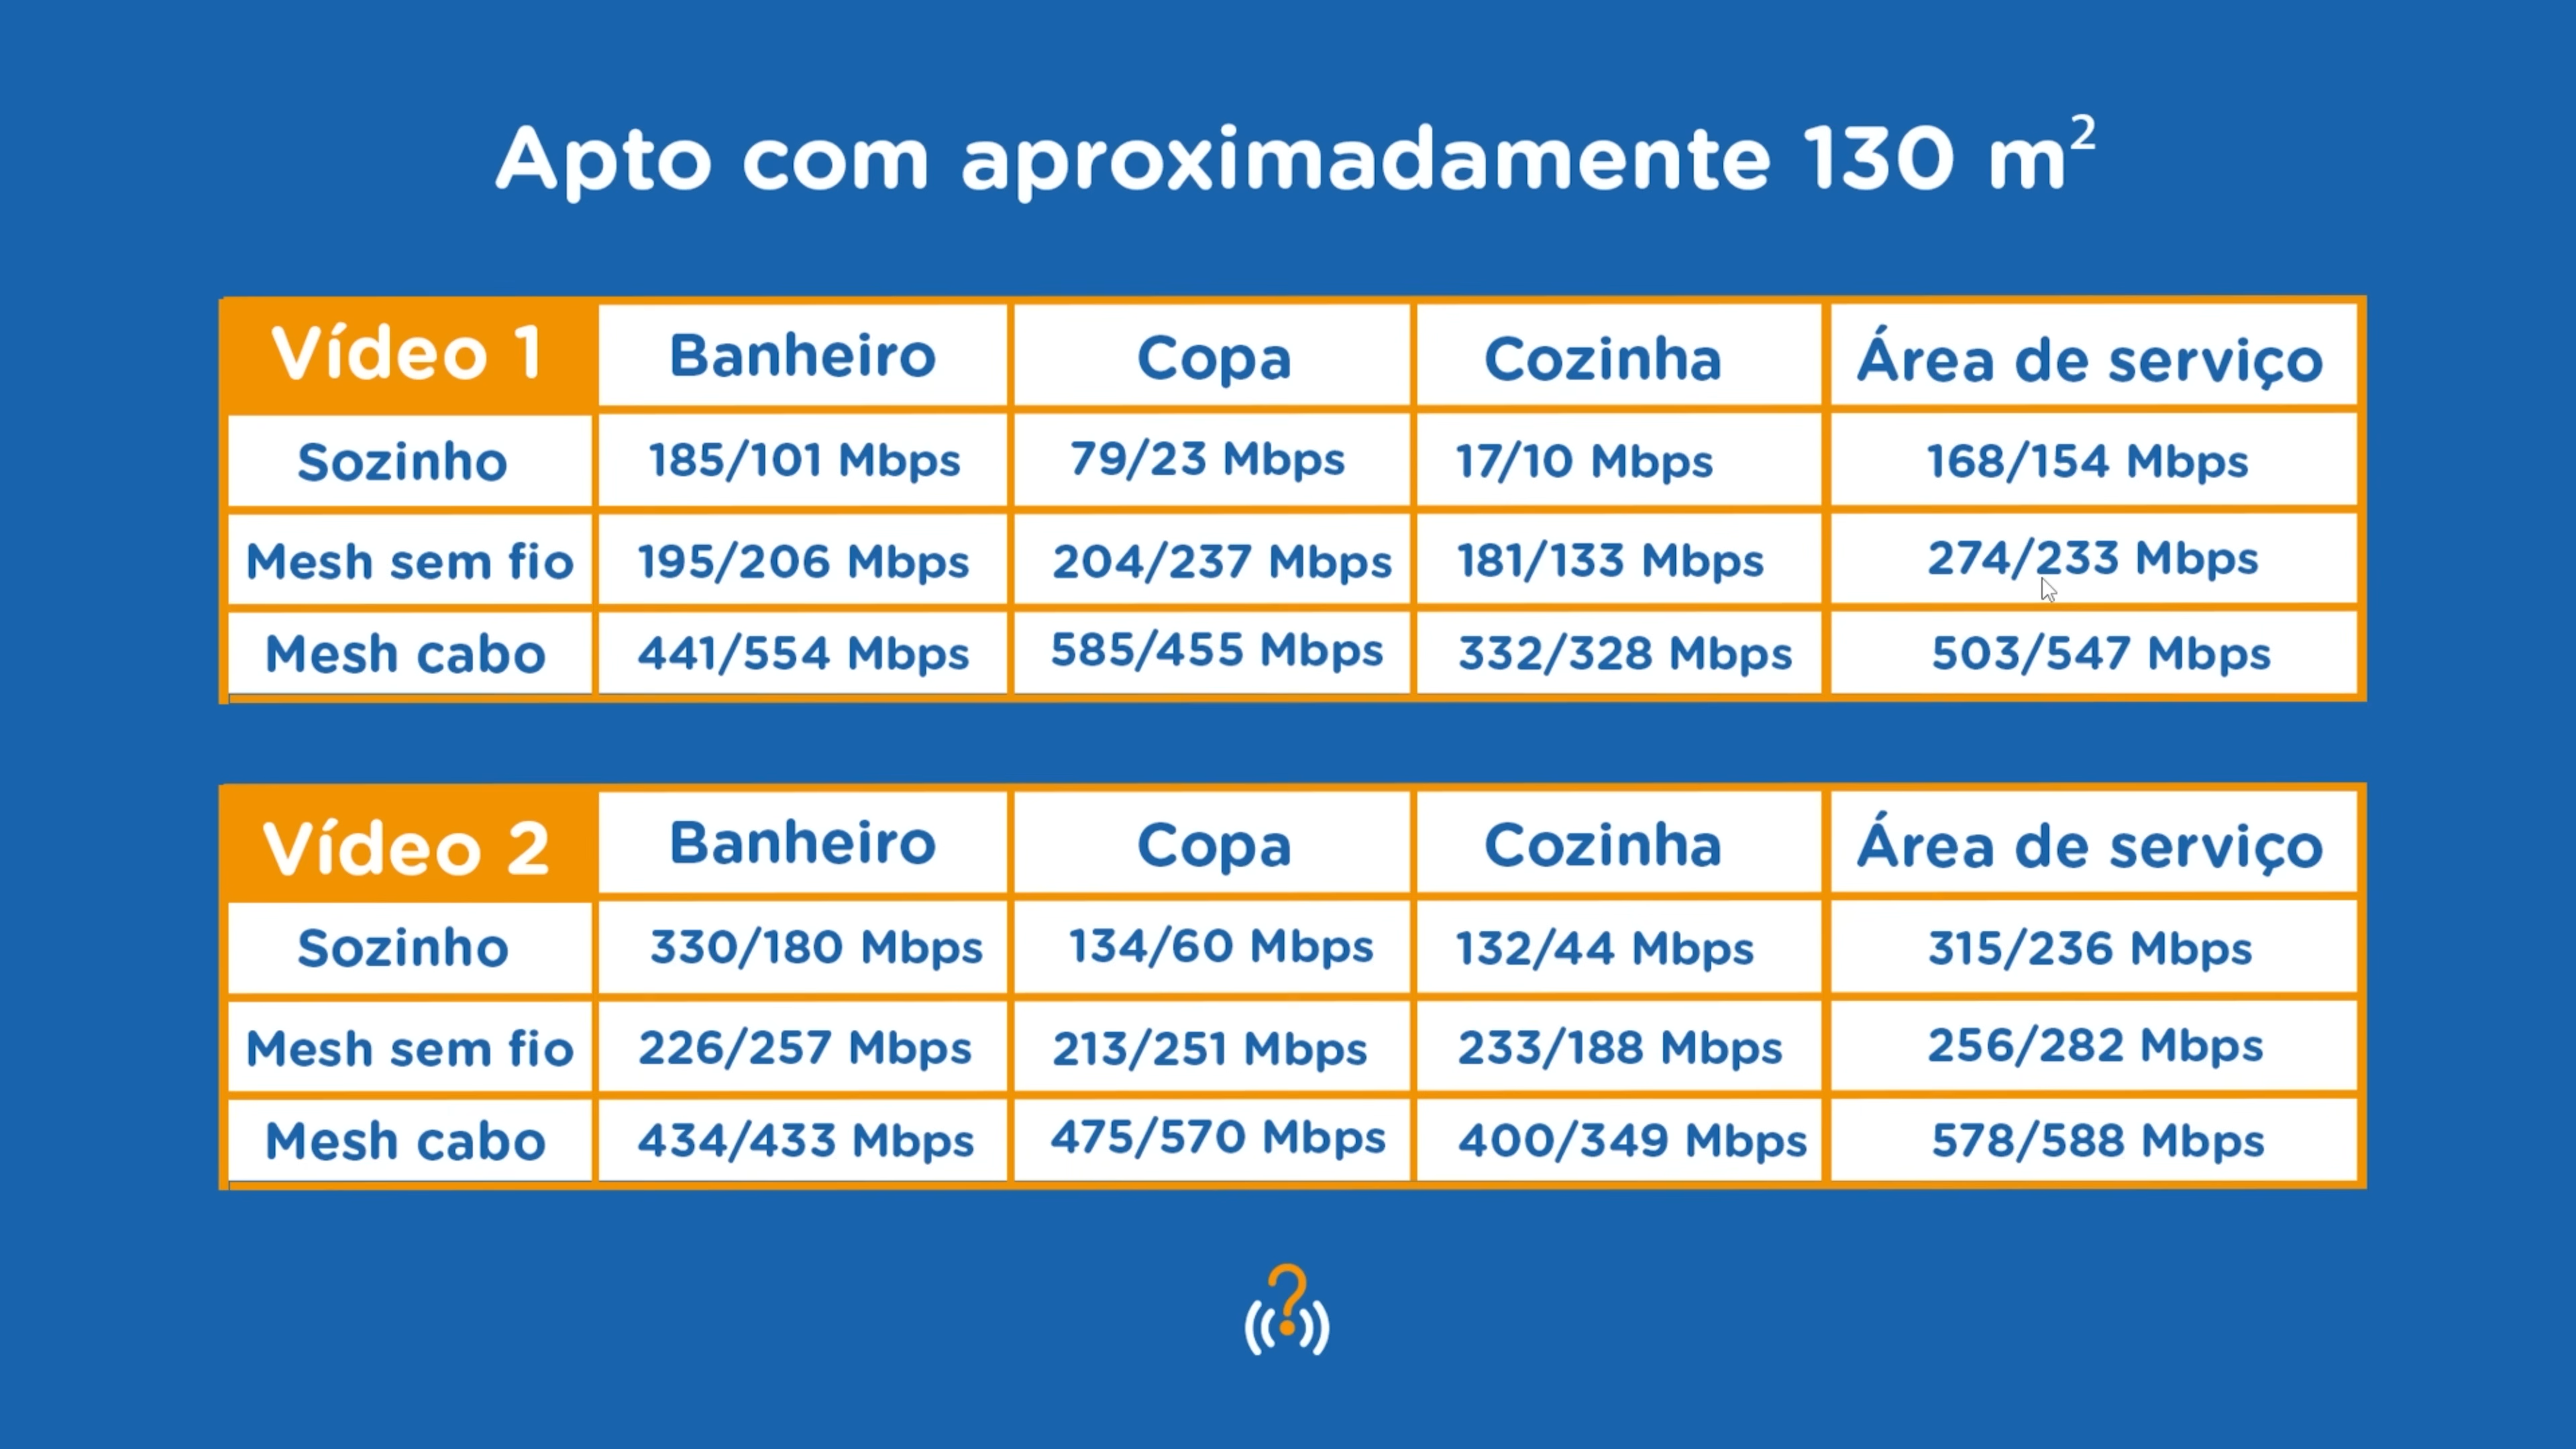 Apto com aproximadamente 130 m²
Vídeo 1 Banheiro Copa Cozinha Área de serviço
Sozinho 185/101 Mbps 79/23 Mbps 17/10 Mbps 168/154 Mbps
Mesh sem fio 195/206 Mbps 204/237 Mbps 181/133 Mbps 274/233 Mbps
Mesh cabo 441/554 Mbps 585/455 Mbps 332/328 Mbps 503/547 Mbps
Vídeo 2 Banheiro Copa Cozinha Área de serviço
Sozinho 330/180 Mbps 134/60 Mbps 132/44 Mbps 315/236 Mbps
Mesh sem fio 226/257 Mbps 213/251 Mbps 233/188 Mbps 256/282 Mbps
Mesh cabo 434/433 Mbps 475/570 Mbps 400/349 Mbps 578/588 Mbps